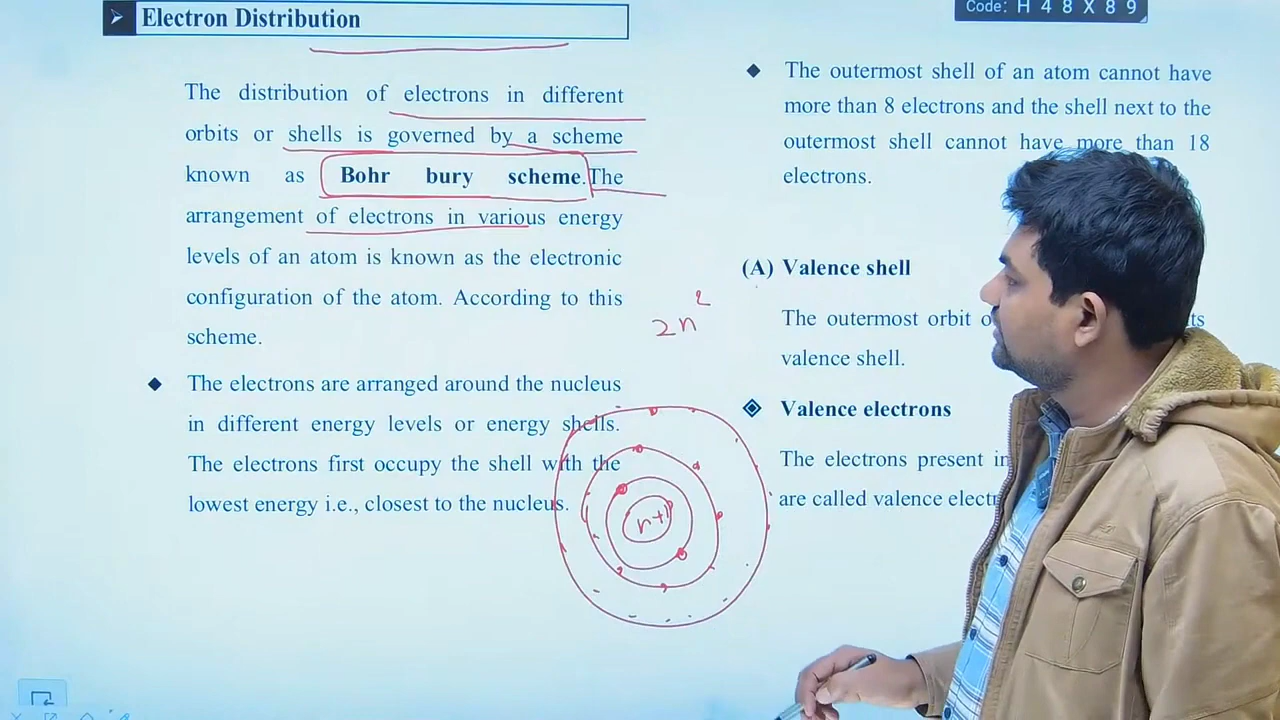 Electron Distribution
Code: H 4 8 X 8 9
The distribution of electrons in different
orbits or shells is governed by a scheme
known as Bohr bury scheme. The
arrangement of electrons in various energy
levels of an atom is known as the electronic
configuration of the atom. According to this
scheme.
The electrons are arranged around the nucleus
in different energy levels or energy shells.
The electrons first occupy the shell with the
lowest energy i.e., closest to the nucleus.
2n²
n+p
The outermost shell of an atom cannot have
more than 8 electrons and the shell next to the
outermost shell cannot have more than 18
electrons.
(A) Valence shell
The outermost orbit
valence shell.
Valence electrons
The electrons present in
are called valence